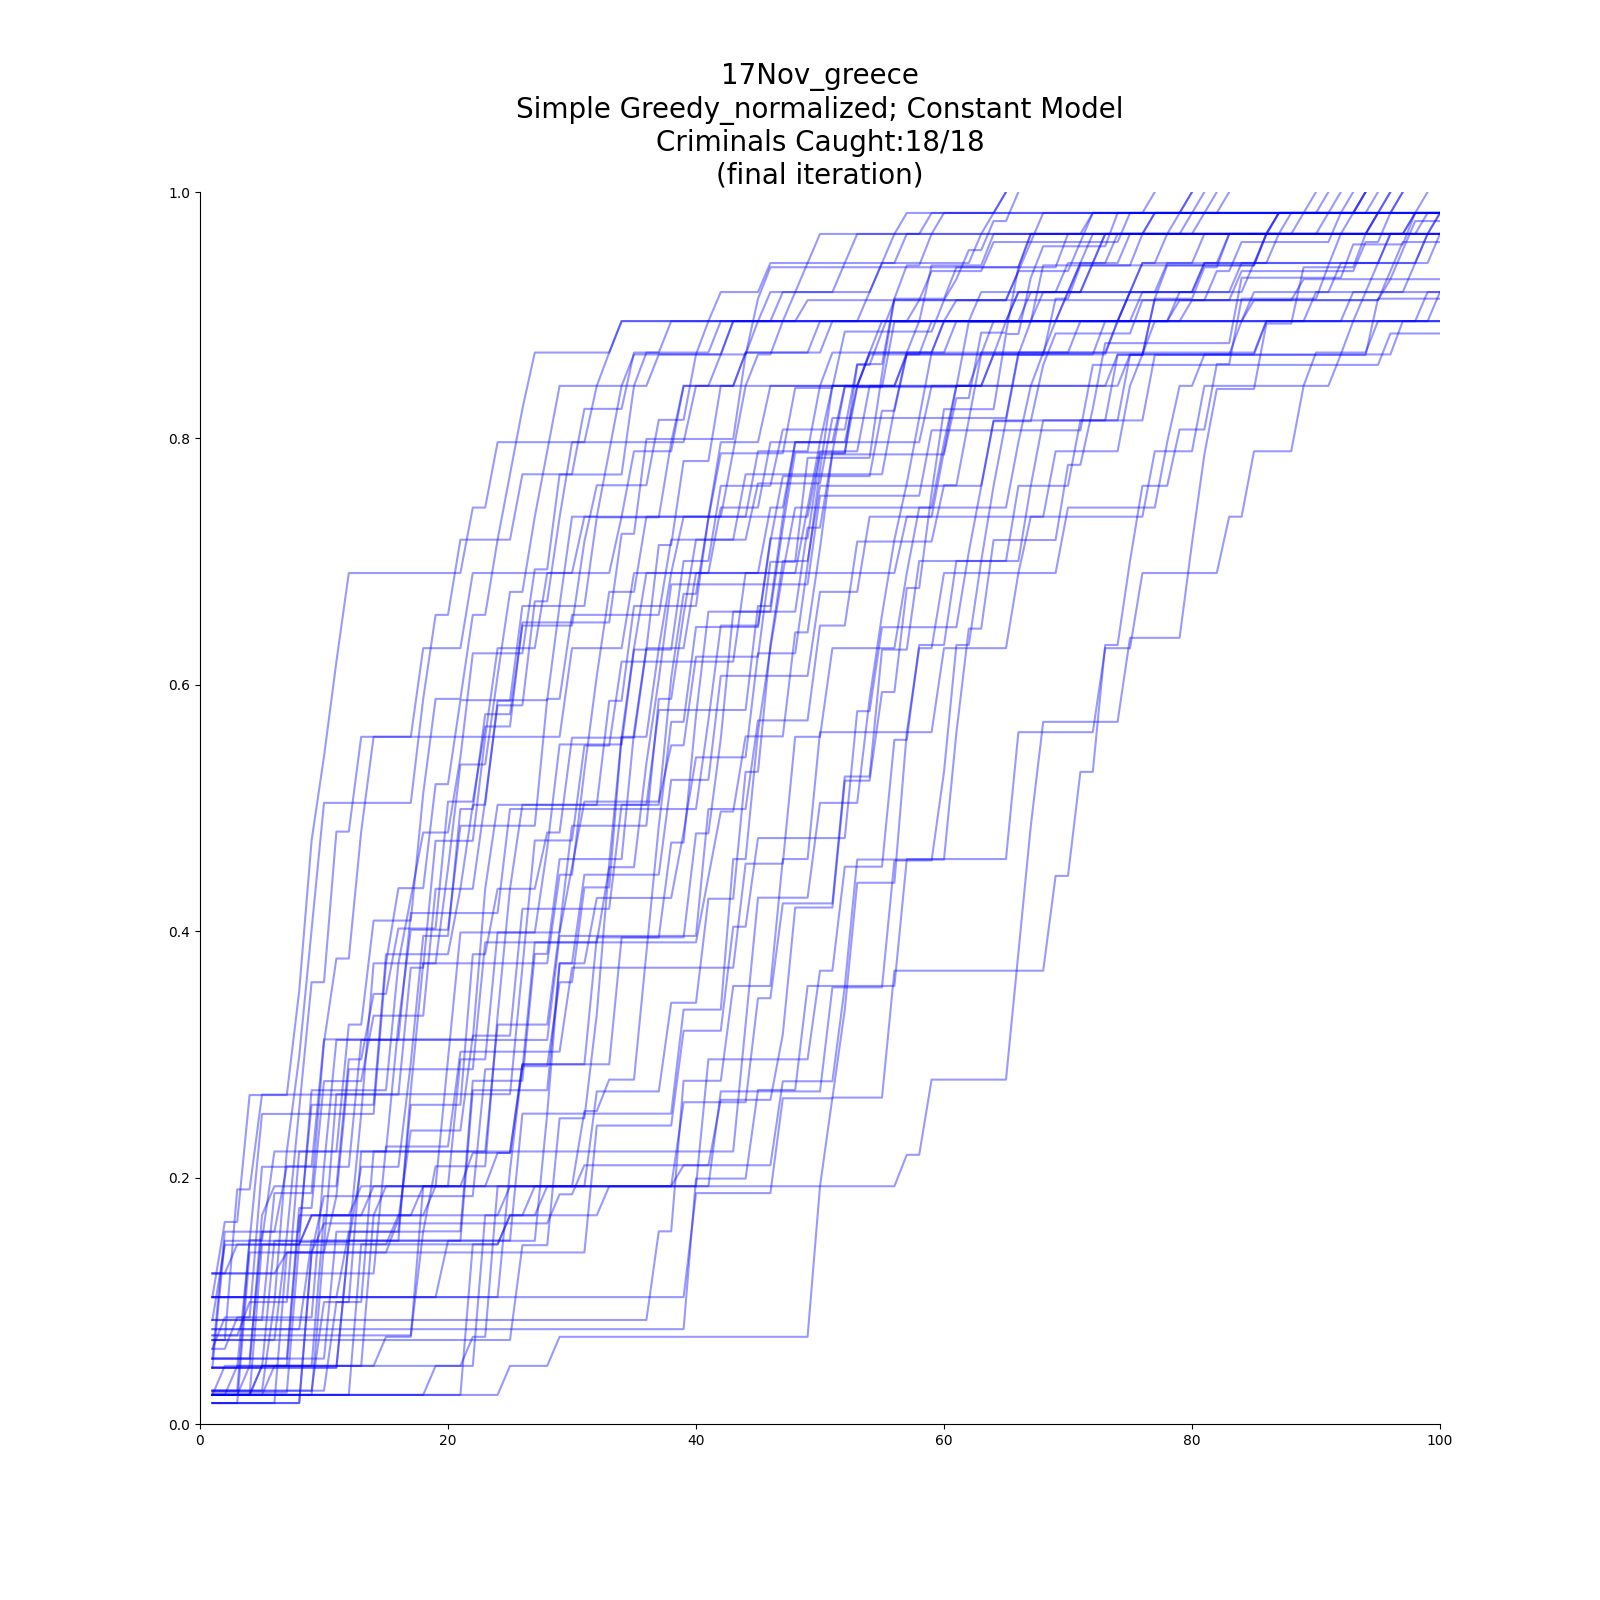 17Nov_greece
Simple Greedy_normalized; Constant Model
Criminals Caught:18/18
(final iteration)
1.0
0.8
0.6
0.4
0.2
0.0
0 20 40 60 80 100